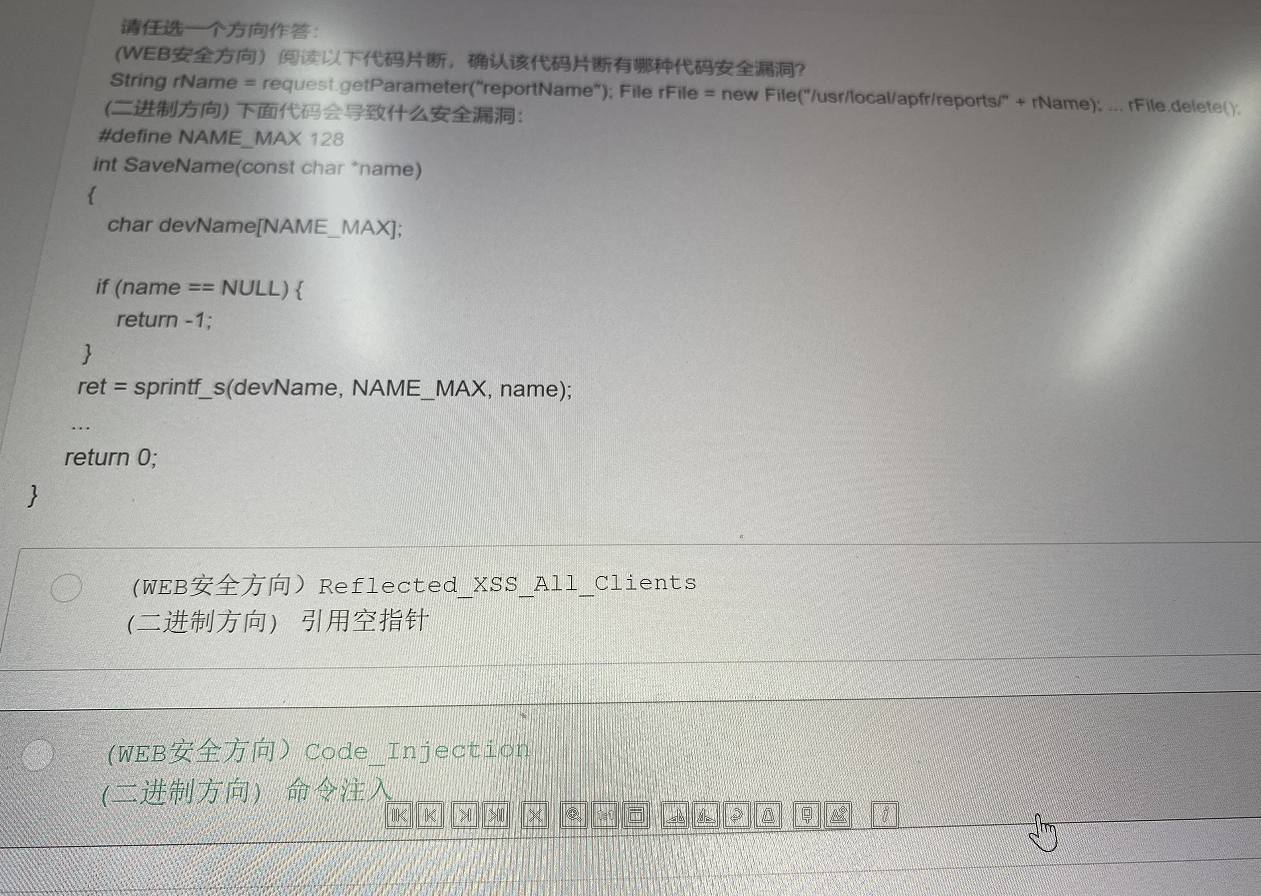 请任选一个方向作答：
(WEB安全方向）阅读以下代码片断，确认该代码片断有哪种代码安全漏洞?
String rName = request.getParameter("reportName"); File rFile = new File("/usr/local/apfr/reports/" + rName); ... rFile.delete();
(二进制方向) 下面代码会导致什么安全漏洞：
#define NAME_MAX 128
int SaveName(const char *name)
{
char devName[NAME_MAX];
if (name == NULL) {
return -1;
}
ret = sprintf_s(devName, NAME_MAX, name);
...
return 0;
}
(WEB安全方向）Reflected_XSS_All_Clients
(二进制方向） 引用空指针
(WEB安全方向）Code_Injection
(二进制方向） 命令注入